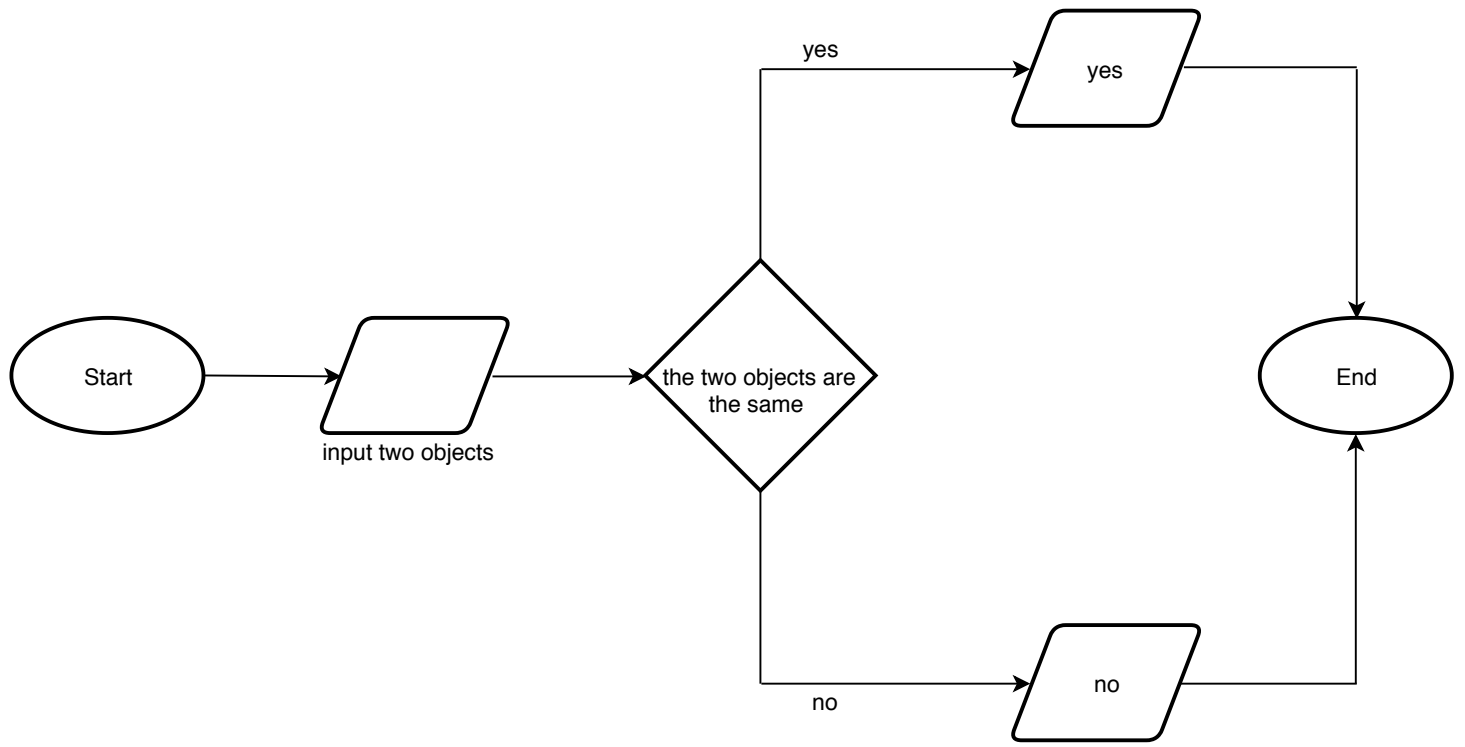 yes
yes
Start
the two objects are
the same
End
input two objects
no
no